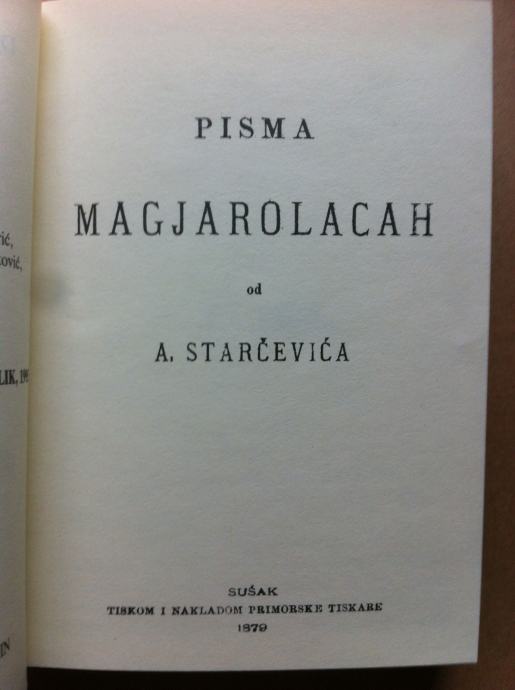 PISMA
MAGJAROLACAH
od
A. STARČEVIĆA
SUŠAK
TISKOM I NAKLADOM PRIMORSKE TISKARE
1879